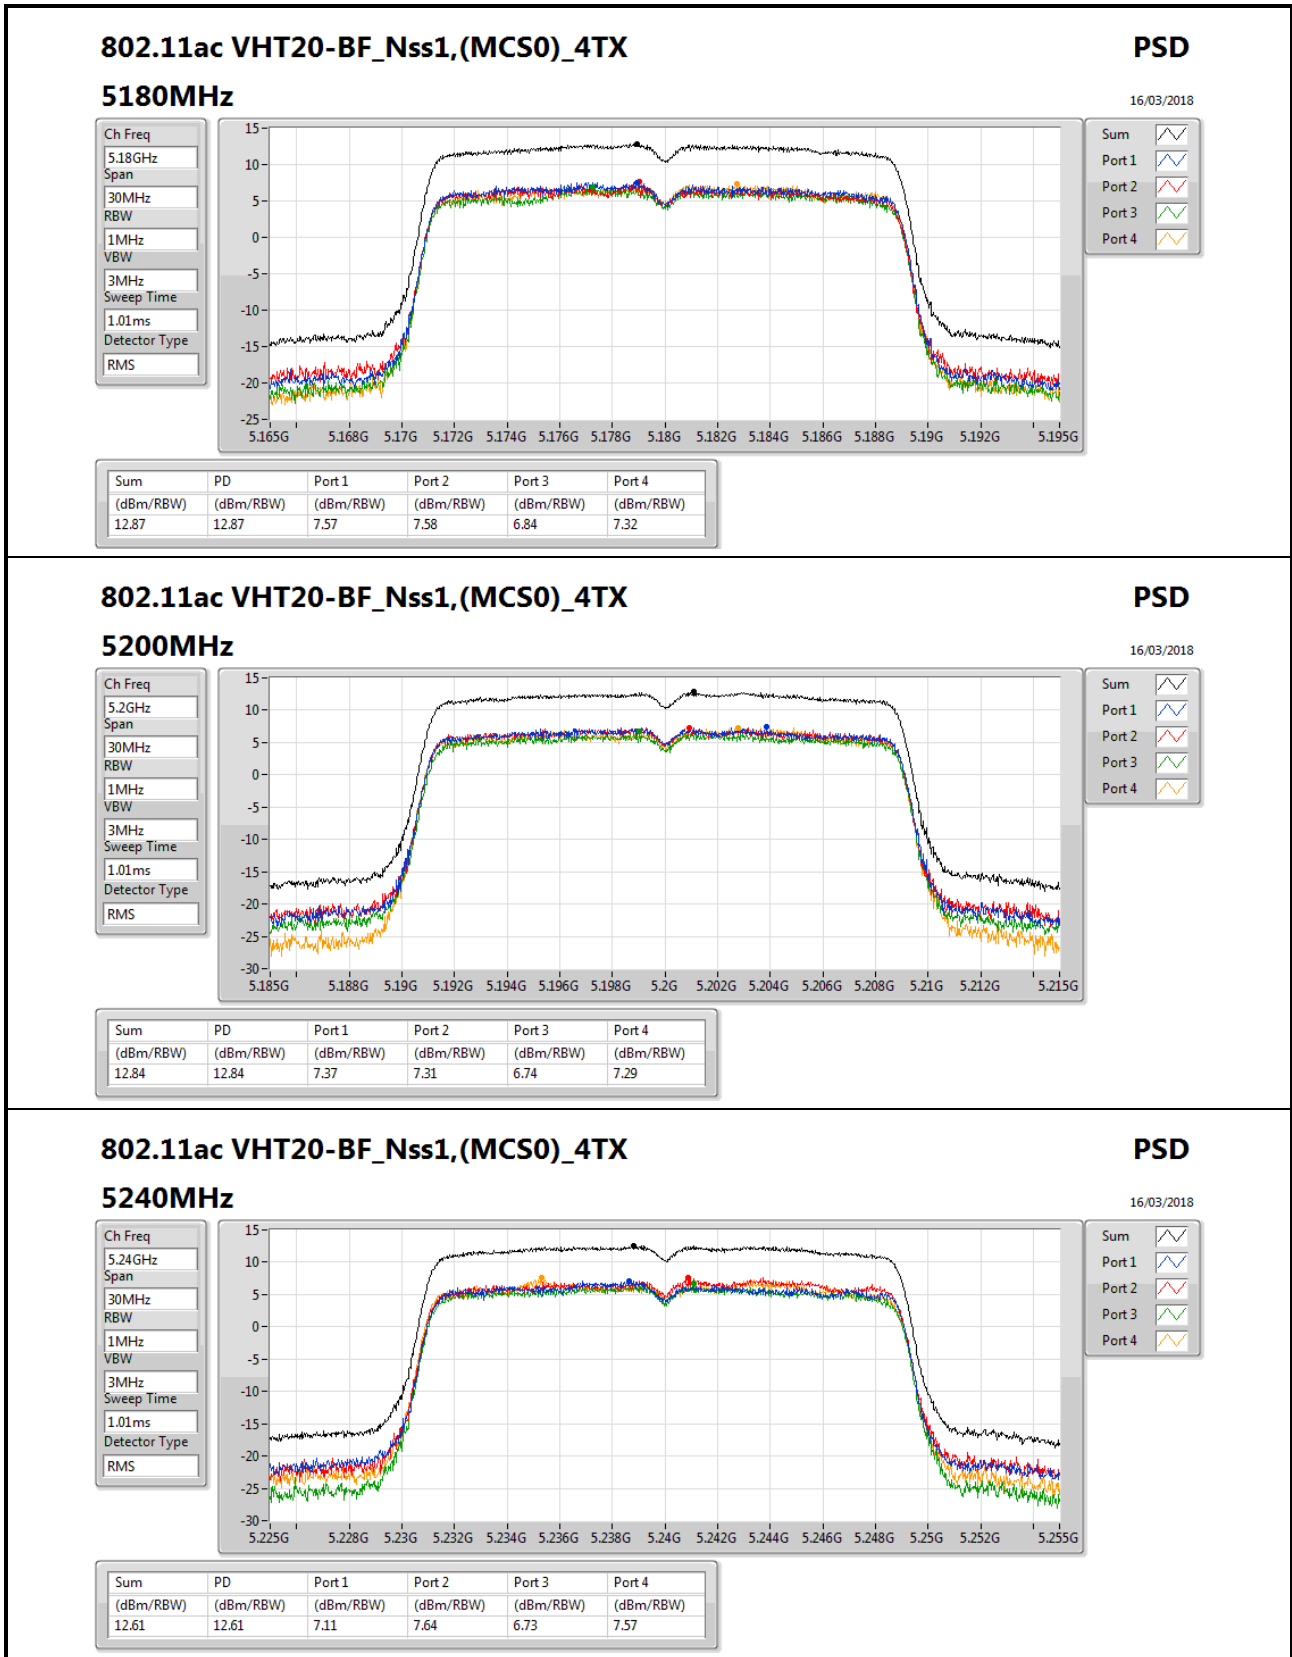 802.11ac VHT20-BF_Nss1,(MCS0)_4TX PSD
5180MHz 16/03/2018
Ch Freq
5.18GHz
Span
30MHz
RBW
1MHz
VBW
3MHz
Sweep Time
1.01ms
Detector Type
RMS
15
10
5
0
-5
-10
-15
-20
-25
5.165G 5.168G 5.17G 5.172G 5.174G 5.176G 5.178G 5.18G 5.182G 5.184G 5.186G 5.188G 5.19G 5.192G 5.195G
Sum
Port 1
Port 2
Port 3
Port 4
Sum PD Port 1 Port 2 Port 3 Port 4
(dBm/RBW) (dBm/RBW) (dBm/RBW) (dBm/RBW) (dBm/RBW) (dBm/RBW)
12.87 12.87 7.57 7.58 6.84 7.32
802.11ac VHT20-BF_Nss1,(MCS0)_4TX PSD
5200MHz 16/03/2018
Ch Freq
5.2GHz
Span
30MHz
RBW
1MHz
VBW
3MHz
Sweep Time
1.01ms
Detector Type
RMS
15
10
5
0
-5
-10
-15
-20
-25
-30
5.185G 5.188G 5.19G 5.192G 5.194G 5.196G 5.198G 5.2G 5.202G 5.204G 5.206G 5.208G 5.21G 5.212G 5.215G
Sum
Port 1
Port 2
Port 3
Port 4
Sum PD Port 1 Port 2 Port 3 Port 4
(dBm/RBW) (dBm/RBW) (dBm/RBW) (dBm/RBW) (dBm/RBW) (dBm/RBW)
12.84 12.84 7.37 7.31 6.74 7.29
802.11ac VHT20-BF_Nss1,(MCS0)_4TX PSD
5240MHz 16/03/2018
Ch Freq
5.24GHz
Span
30MHz
RBW
1MHz
VBW
3MHz
Sweep Time
1.01ms
Detector Type
RMS
15
10
5
0
-5
-10
-15
-20
-25
-30
5.225G 5.228G 5.23G 5.232G 5.234G 5.236G 5.238G 5.24G 5.242G 5.244G 5.246G 5.248G 5.25G 5.252G 5.255G
Sum
Port 1
Port 2
Port 3
Port 4
Sum PD Port 1 Port 2 Port 3 Port 4
(dBm/RBW) (dBm/RBW) (dBm/RBW) (dBm/RBW) (dBm/RBW) (dBm/RBW)
12.61 12.61 7.11 7.64 6.73 7.57